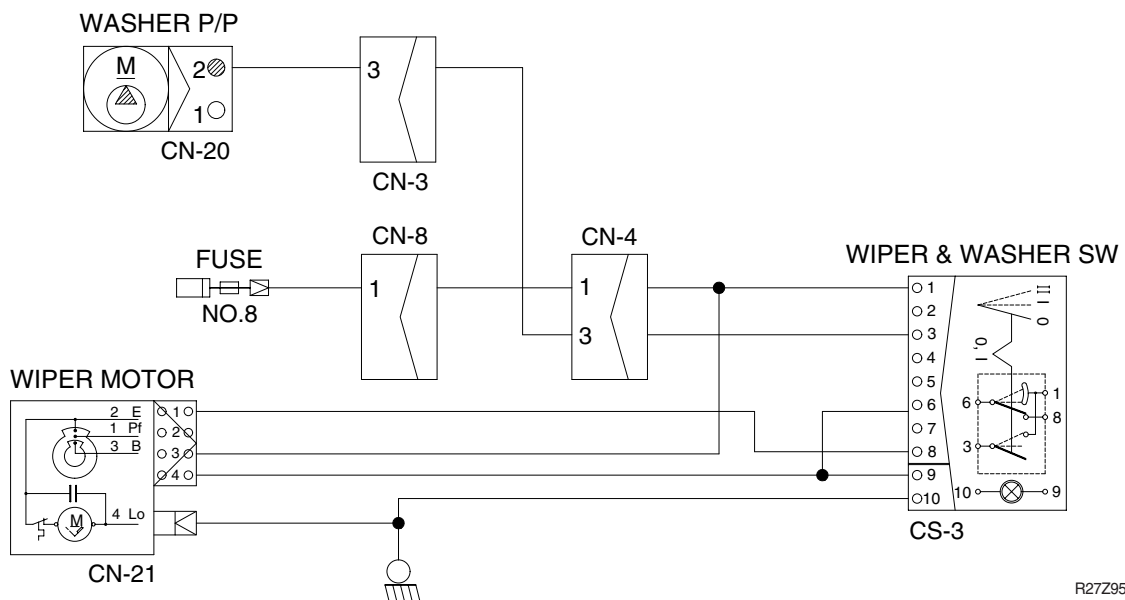 WASHER P/P
M
2
1
CN-20
3
CN-3
CN-8
CN-4
FUSE
NO.8
1
1
3
WIPER & WASHER SW
1
2
3
4
5
6
7
8
9
10
II
I
0
0, I
6
1
8
3
10
9
CS-3
WIPER MOTOR
2 E
1 Pf
3 B
4 Lo
M
1
2
3
4
CN-21
R27Z95